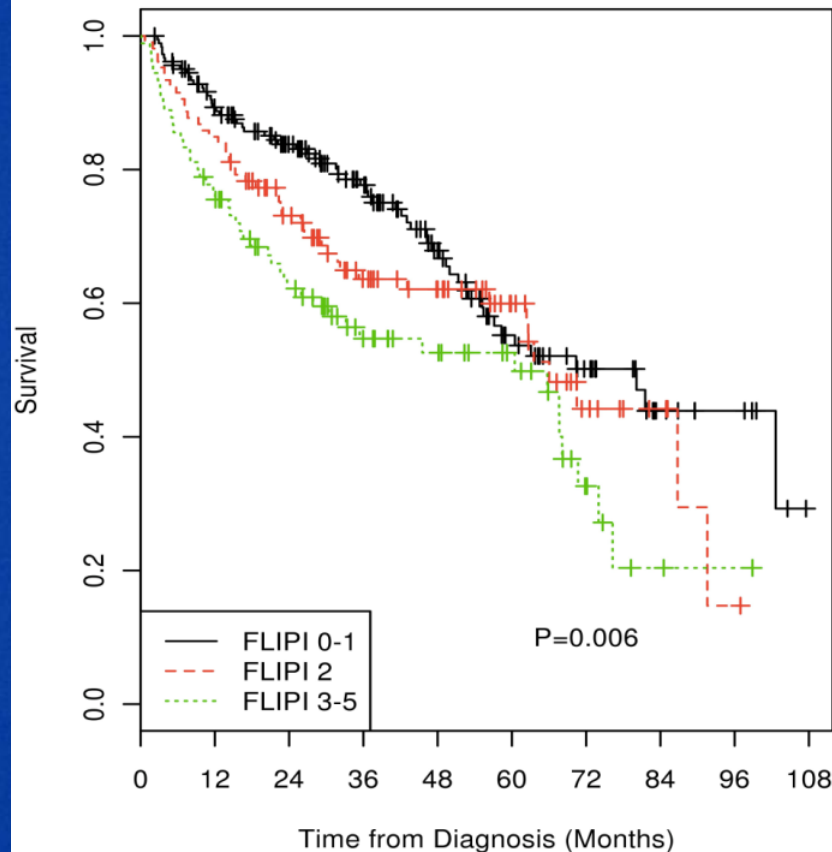 1.0
0.8
0.6
0.4
0.2
0.0
Survival
FLIPI 0-1
FLIPI 2
FLIPI 3-5
P=0.006
0 12 24 36 48 60 72 84 96 108
Time from Diagnosis (Months)